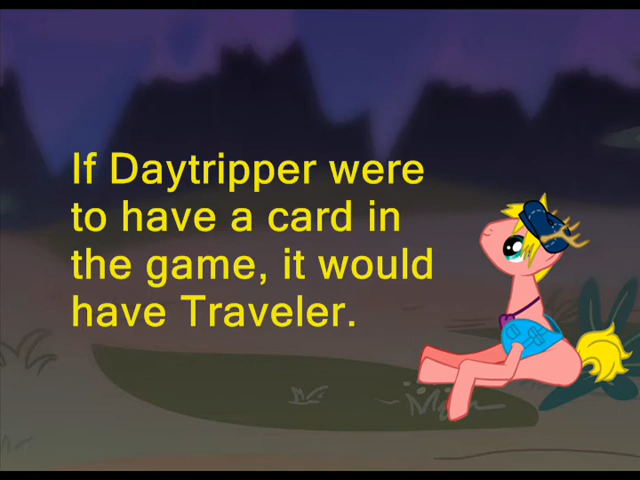 If Daytripper were
to have a card in
the game, it would
have Traveler.